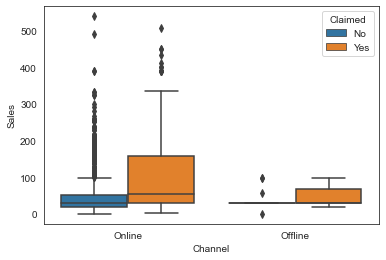 Claimed
No
Yes
500
400
300
200
100
0
Sales
Online
Offline
Channel